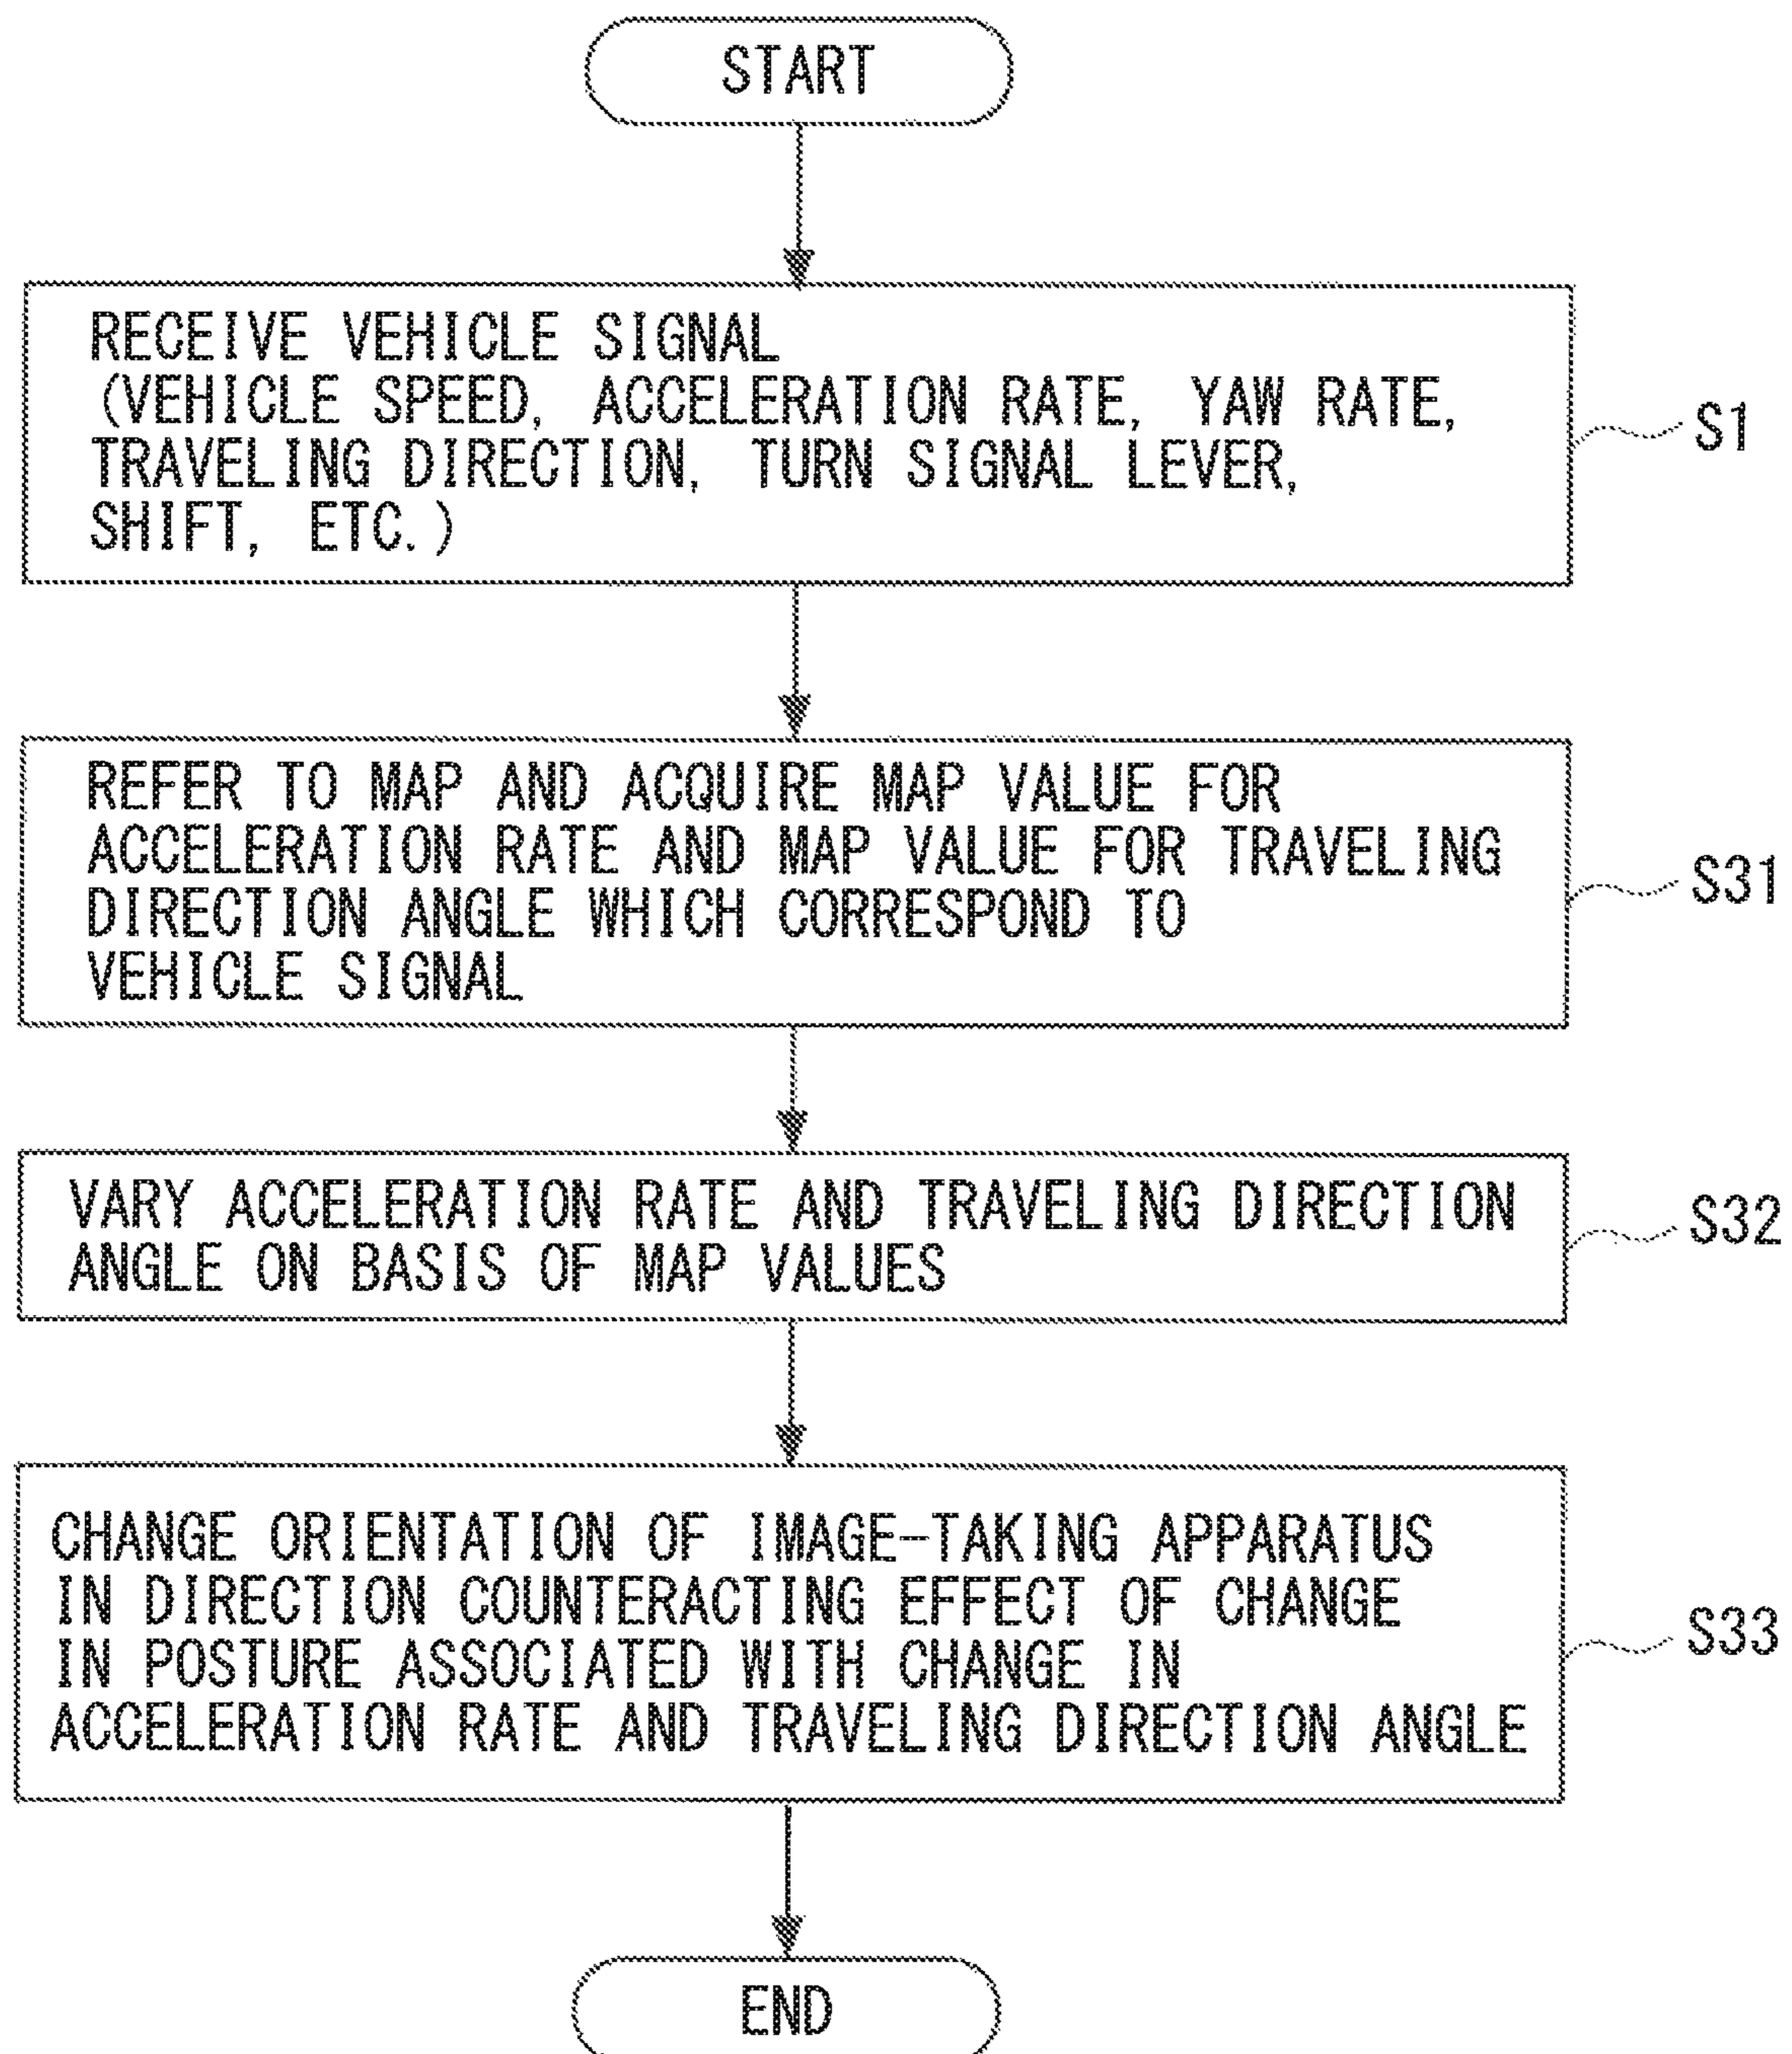 START
RECEIVE VEHICLE SIGNAL
(VEHICLE SPEED, ACCELERATION RATE, YAW RATE,
TRAVELING DIRECTION, TURN SIGNAL LEVER,
SHIFT, ETC.)
S1
REFER TO MAP AND ACQUIRE MAP VALUE FOR
ACCELERATION RATE AND MAP VALUE FOR TRAVELING
DIRECTION ANGLE WHICH CORRESPOND TO
VEHICLE SIGNAL
S31
VARY ACCELERATION RATE AND TRAVELING DIRECTION
ANGLE ON BASIS OF MAP VALUES
S32
CHANGE ORIENTATION OF IMAGE-TAKING APPARATUS
IN DIRECTION COUNTERACTING EFFECT OF CHANGE
IN POSTURE ASSOCIATED WITH CHANGE IN
ACCELERATION RATE AND TRAVELING DIRECTION ANGLE
S33
END